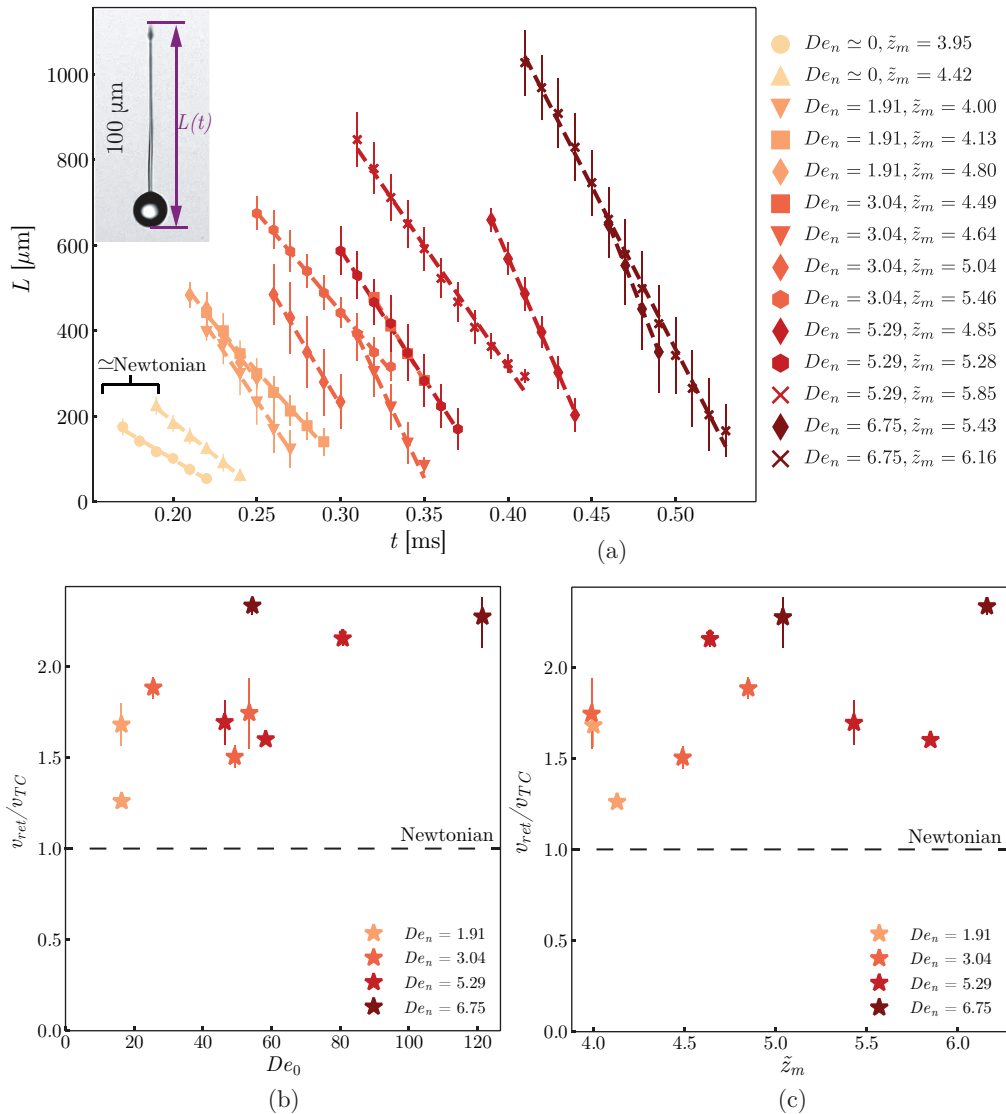 1000
800
600
400
200
0
L [μm]
100 μm
L(t)
≃Newtonian
0.20 0.25 0.30 0.35 0.40 0.45 0.50
t [ms]
(a)
De_n ≃ 0, z̃_m = 3.95
De_n ≃ 0, z̃_m = 4.42
De_n = 1.91, z̃_m = 4.00
De_n = 1.91, z̃_m = 4.13
De_n = 1.91, z̃_m = 4.80
De_n = 3.04, z̃_m = 4.49
De_n = 3.04, z̃_m = 4.64
De_n = 3.04, z̃_m = 5.04
De_n = 3.04, z̃_m = 5.46
De_n = 5.29, z̃_m = 4.85
De_n = 5.29, z̃_m = 5.28
De_n = 5.29, z̃_m = 5.85
De_n = 6.75, z̃_m = 5.43
De_n = 6.75, z̃_m = 6.16
2.0
1.5
1.0
0.5
0.0
v_ret/v_TC
Newtonian
De_n = 1.91
De_n = 3.04
De_n = 5.29
De_n = 6.75
0 20 40 60 80 100 120
De_0
(b)
2.0
1.5
1.0
0.5
0.0
v_ret/v_TC
Newtonian
De_n = 1.91
De_n = 3.04
De_n = 5.29
De_n = 6.75
4.0 4.5 5.0 5.5 6.0
z̃_m
(c)